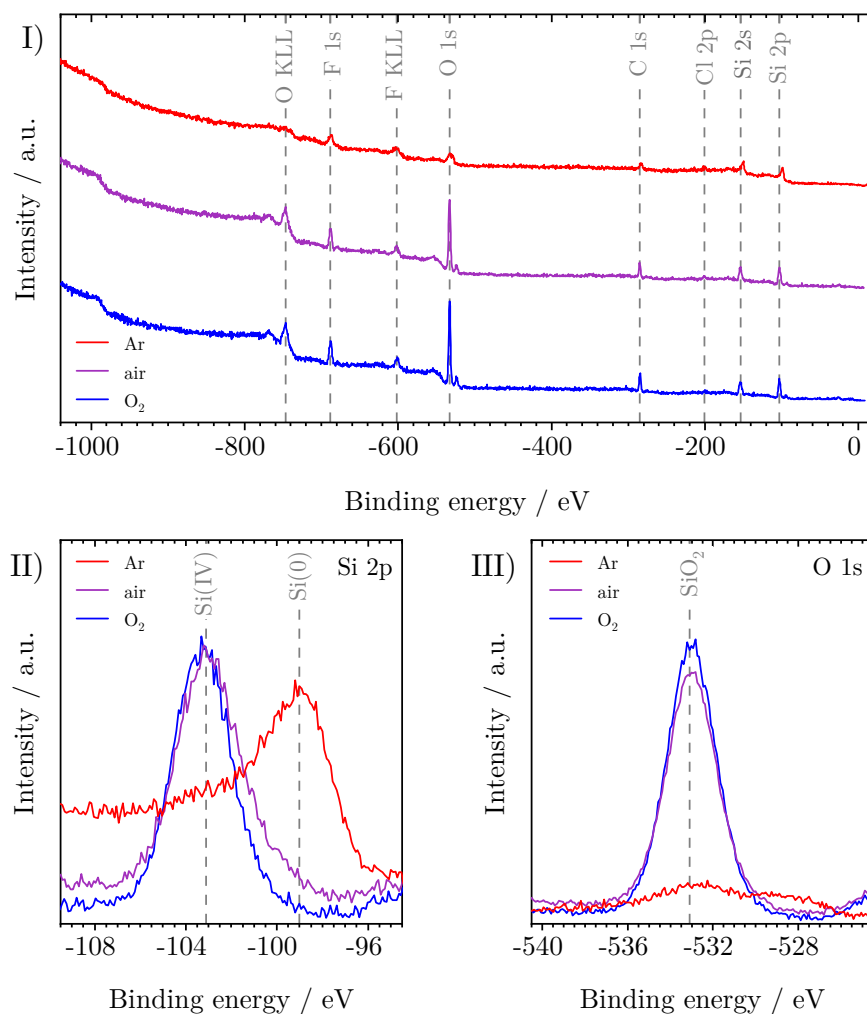 I)
O KLL
F 1s
F KLL
O 1s
C 1s
Cl 2p
Si 2s
Si 2p
Intensity / a.u.
Ar
air
O₂
-1000 -800 -600 -400 -200 0
Binding energy / eV
II)
Ar
air
O₂
Si(IV)
Si(0)
Si 2p
Intensity / a.u.
-108 -104 -100 -96
Binding energy / eV
III)
Ar
air
O₂
SiO₂
O 1s
Intensity / a.u.
-540 -536 -532 -528
Binding energy / eV